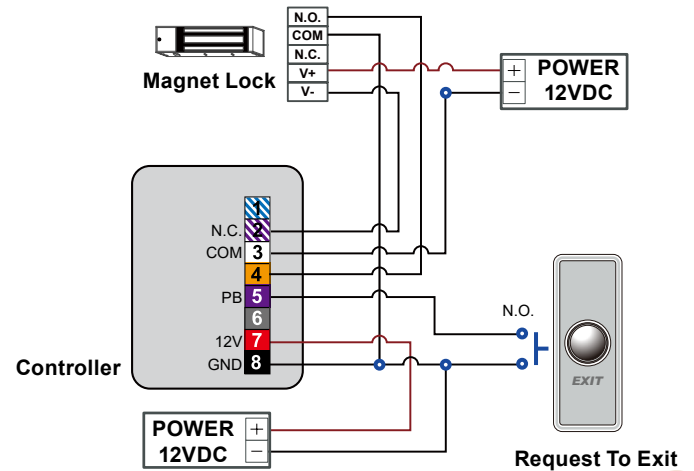 N.O.
COM
N.C.
V+
V-
Magnet Lock
+ POWER
- 12VDC
1
N.C. 2
COM 3
4
PB 5
6
12V 7
GND 8
Controller
N.O.
EXIT
POWER +
12VDC -
Request To Exit